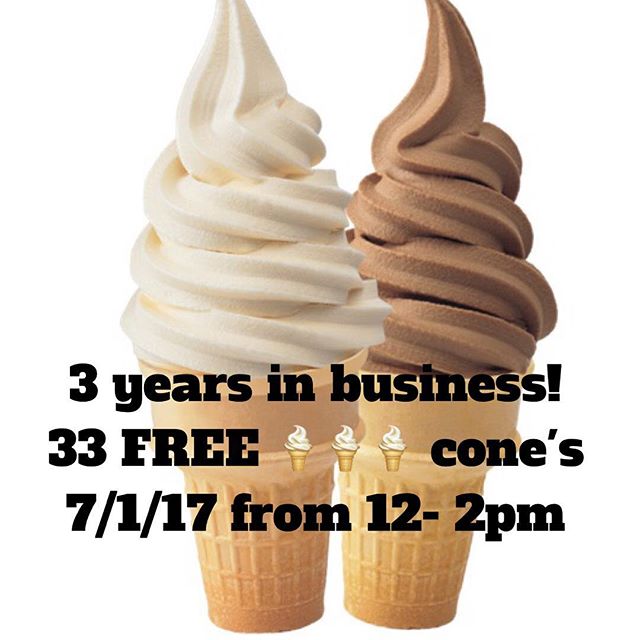 3 years in business!
33 FREE 🍦🍦🍦 cone's
7/1/17 from 12- 2pm